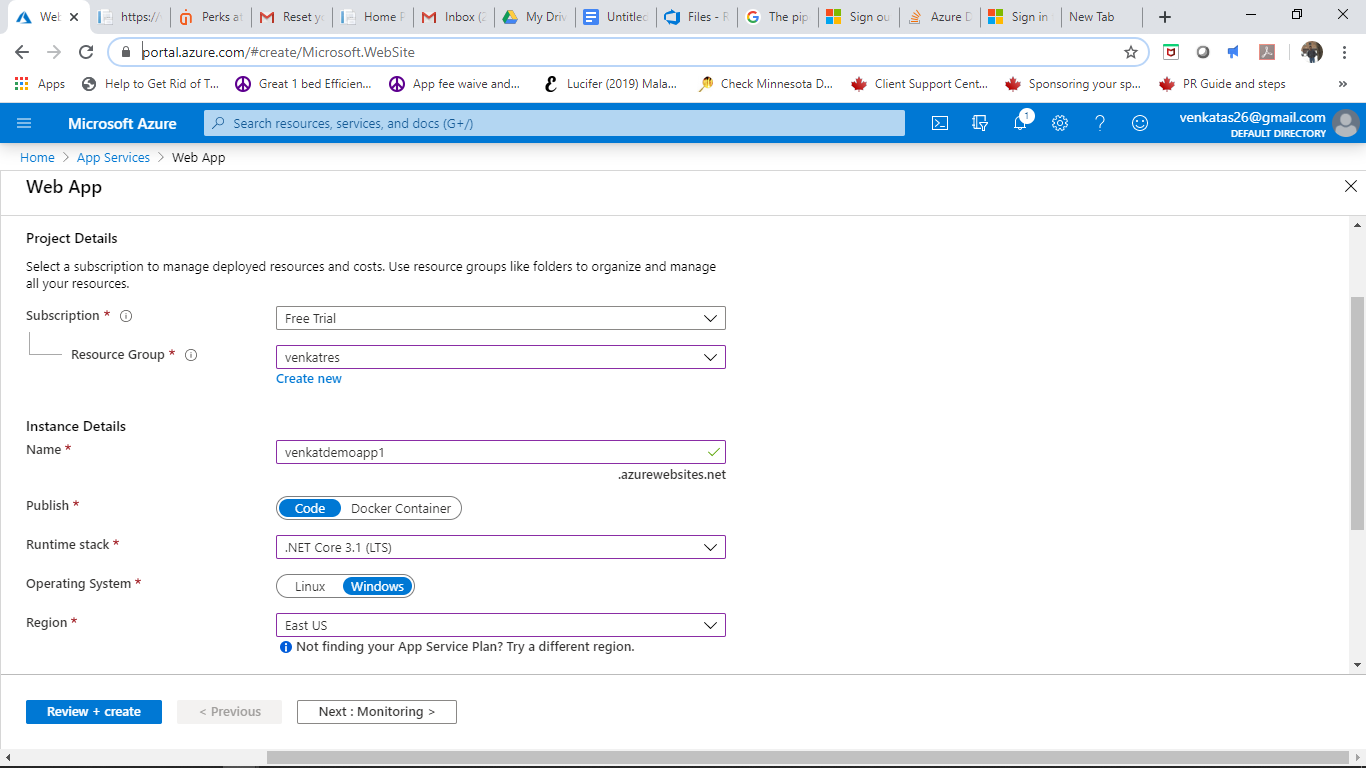 Web
https:/
Perks at
Reset yo
Home P
Inbox (2
My Driv
Untitled
Files - R
The pip
Sign ou
Azure D
Sign in
New Tab
portal.azure.com/#create/Microsoft.WebSite
Apps
Help to Get Rid of T...
Great 1 bed Efficien...
App fee waive and...
Lucifer (2019) Mala...
Check Minnesota D...
Client Support Cent...
Sponsoring your sp...
PR Guide and steps
»
Microsoft Azure
Search resources, services, and docs (G+/)
1
venkatas26@gmail.com
DEFAULT DIRECTORY
Home > App Services > Web App
Web App
Project Details
Select a subscription to manage deployed resources and costs. Use resource groups like folders to organize and manage
all your resources.
Subscription *
Free Trial
Resource Group *
venkatres
Create new
Instance Details
Name *
venkatdemoapp1
.azurewebsites.net
Publish *
Code Docker Container
Runtime stack *
.NET Core 3.1 (LTS)
Operating System *
Linux Windows
Region *
East US
Not finding your App Service Plan? Try a different region.
Review + create
< Previous
Next : Monitoring >